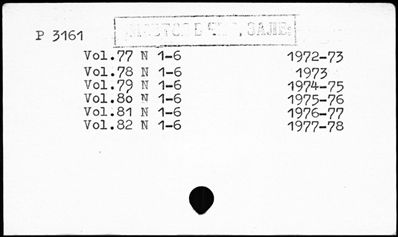 P 3161
Vol.77 N 1-6 1972-73
Vol.78 N 1-6 1973
Vol.79 N 1-6 1974-75
Vol.80 N 1-6 1975-76
Vol.81 N 1-6 1976-77
Vol.82 N 1-6 1977-78